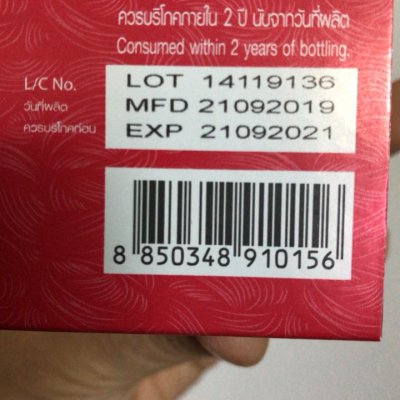 ควรบริโภคภายใน 2 ปี นับจากวันที่ผลิต
Consumed within 2 years of bottling.
L/C No. LOT 14119136
วันที่ผลิต MFD 21092019
ควรบริโภคก่อน EXP 21092021
8 850348 910156